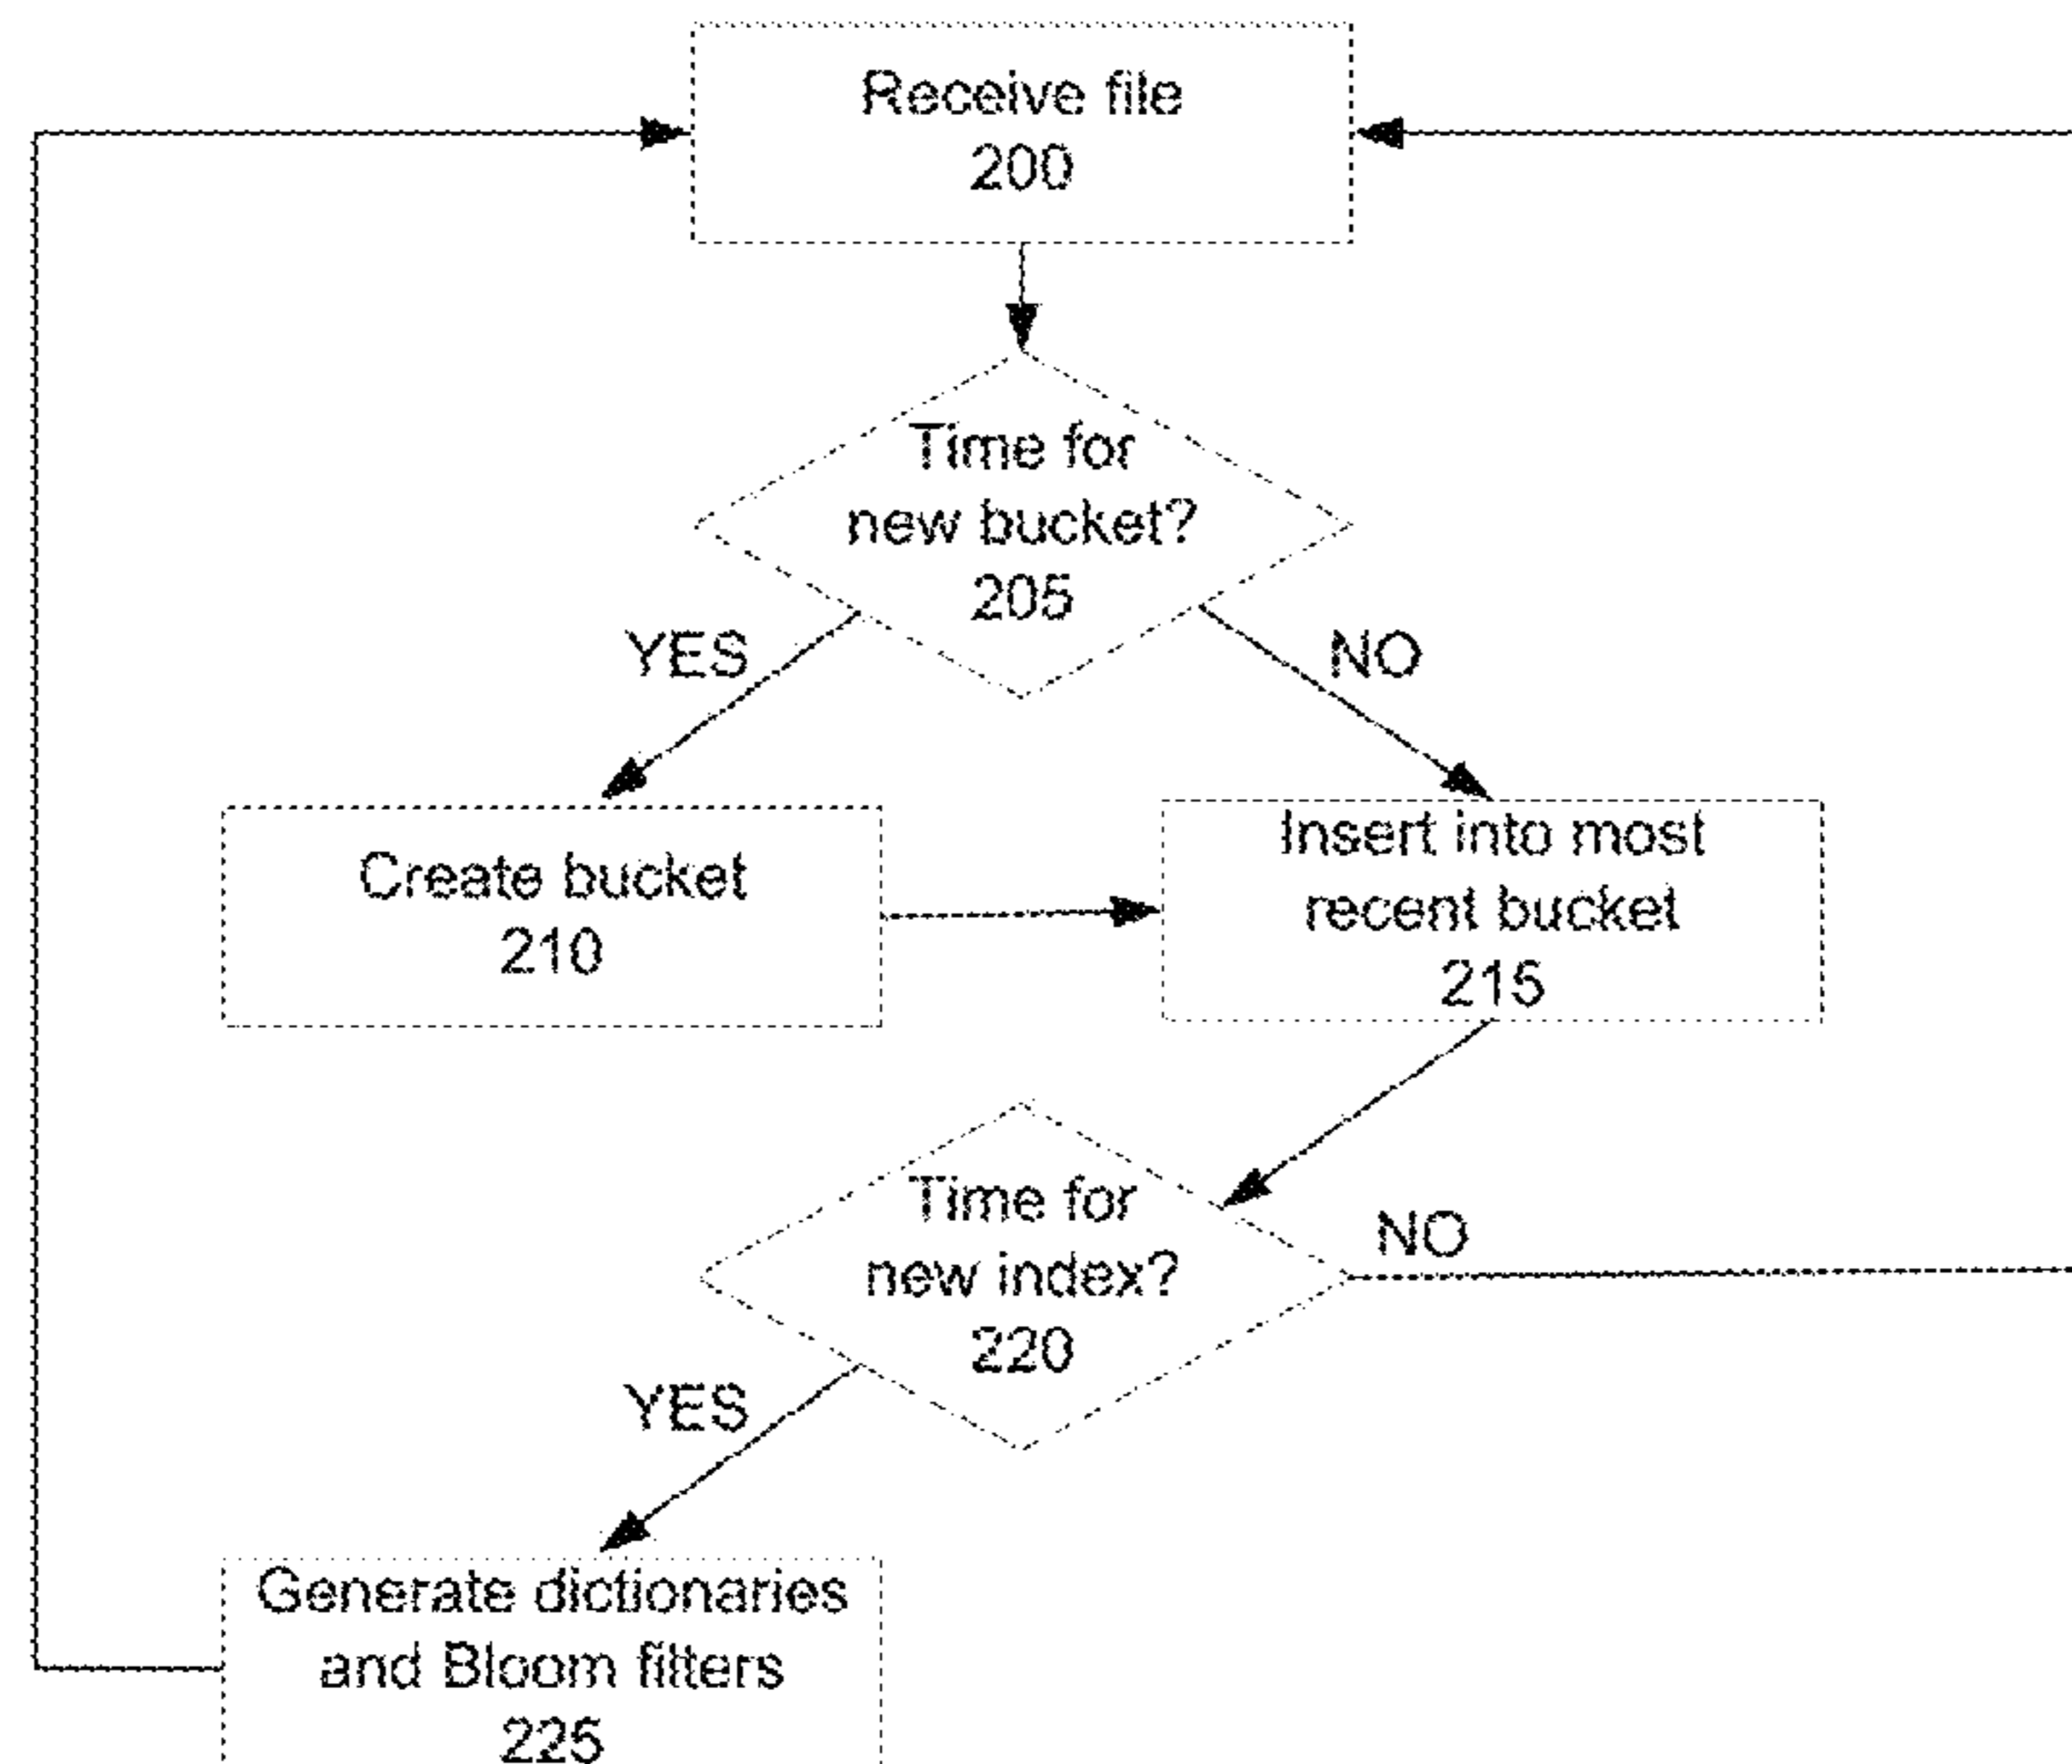 Receive file
200
Time for
new bucket?
205
YES
NO
Create bucket
210
Insert into most
recent bucket
215
Time for
new index?
220
NO
YES
Generate dictionaries
and Bloom filters
225